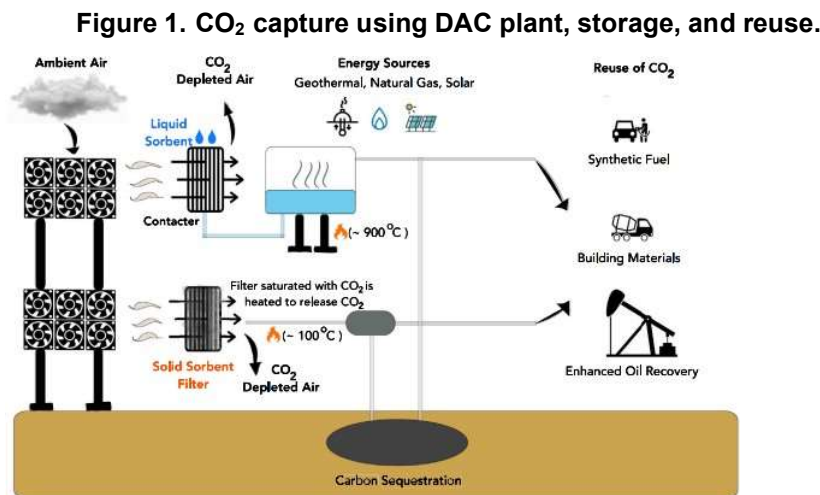 Figure 1. CO₂ capture using DAC plant, storage, and reuse.
Ambient Air
CO₂
Depleted Air
Energy Sources
Geothermal, Natural Gas, Solar
Reuse of CO₂
Liquid
Sorbent
Contacter
(~ 900°C)
Synthetic Fuel
Building Materials
Filter saturated with CO₂ is
heated to release CO₂
(~ 100°C)
Solid Sorbent
Filter
CO₂
Depleted Air
Enhanced Oil Recovery
Carbon Sequestration